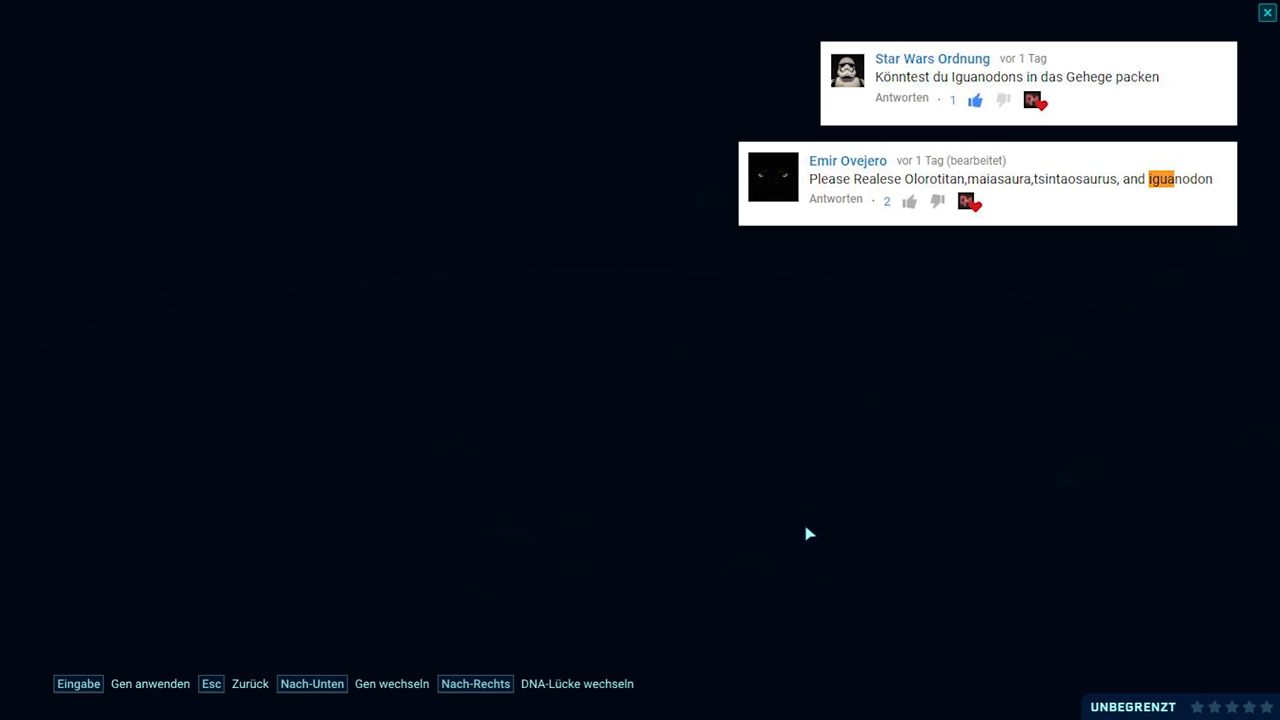 Star Wars Ordnung vor 1 Tag
Könntest du Iguanodons in das Gehege packen
Antworten · 1
Emir Ovejero vor 1 Tag (bearbeitet)
Please Realese Olorotitan,maiasaura,tsintaosaurus, and iguanodon
Antworten · 2
Eingabe Gen anwenden Esc Zurück Nach-Unten Gen wechseln Nach-Rechts DNA-Lücke wechseln
UNBEGRENZT